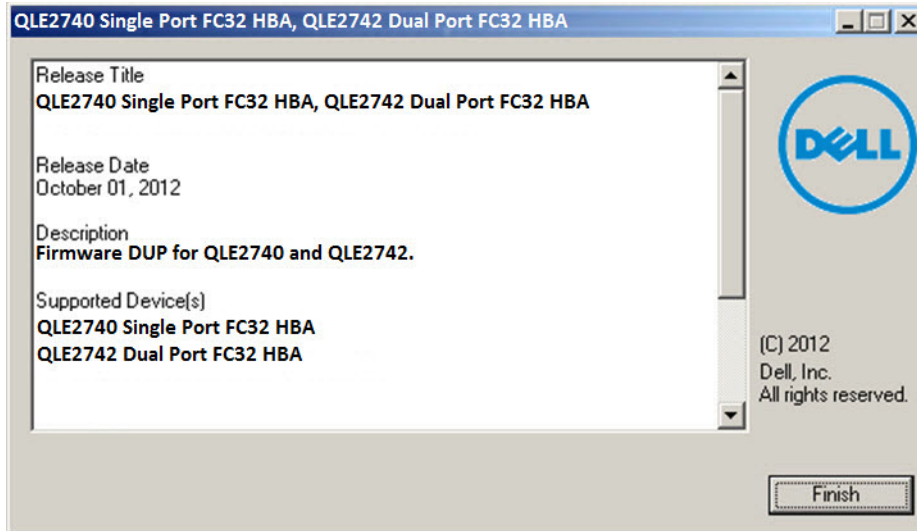 QLE2740 Single Port FC32 HBA, QLE2742 Dual Port FC32 HBA
Release Title
QLE2740 Single Port FC32 HBA, QLE2742 Dual Port FC32 HBA
Release Date
October 01, 2012
Description
Firmware DUP for QLE2740 and QLE2742.
Supported Device(s)
QLE2740 Single Port FC32 HBA
QLE2742 Dual Port FC32 HBA
DELL
(C) 2012
Dell, Inc.
All rights reserved.
Finish